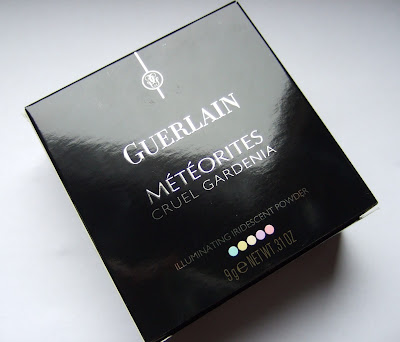 GUERLAIN
MÉTÉORITES
CRUEL GARDENIA
ILLUMINATING IRIDESCENT POWDER
9g℮ NET WT. .31 OZ